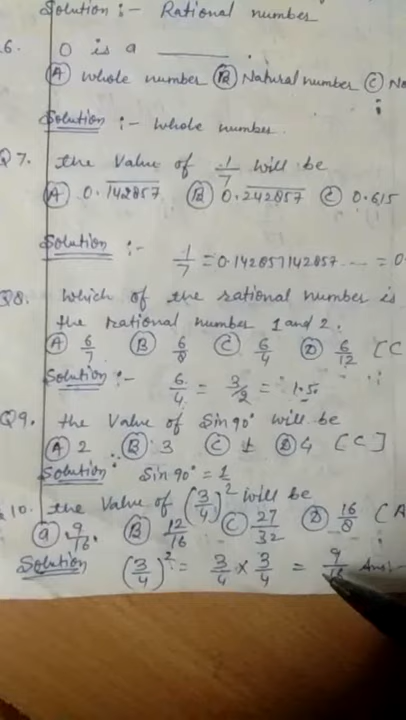 Solution :- Rational number
6. 0 is a ______ .
(A) whole number (B) Natural number (C) No
Solution :- Whole number.
Q7. the Value of 1/7 will be
(A) 0.142857 (B) 0.242857 (C) 0.615
Solution :- 1/7 = 0.142857142857 ---- = 0.
Q8. Which of the rational number is
the rational number 1 and 2.
(A) 6/7 (B) 6/8 (C) 6/4 (D) 6/12 [C
Solution :- 6/4 = 3/2 = 1.5.
Q9. the Value of Sin 90° will be
(A) 2 (B) 3 (C) 1 (D) 4 [C]
Solution :- Sin 90° = 1
10. the Value of (3/4)² will be
(a) 9/16. (B) 12/16 (C) 27/32 (D) 16/8 (A
Solution (3/4)² = 3/4 × 3/4 = 9/16 Ans:-